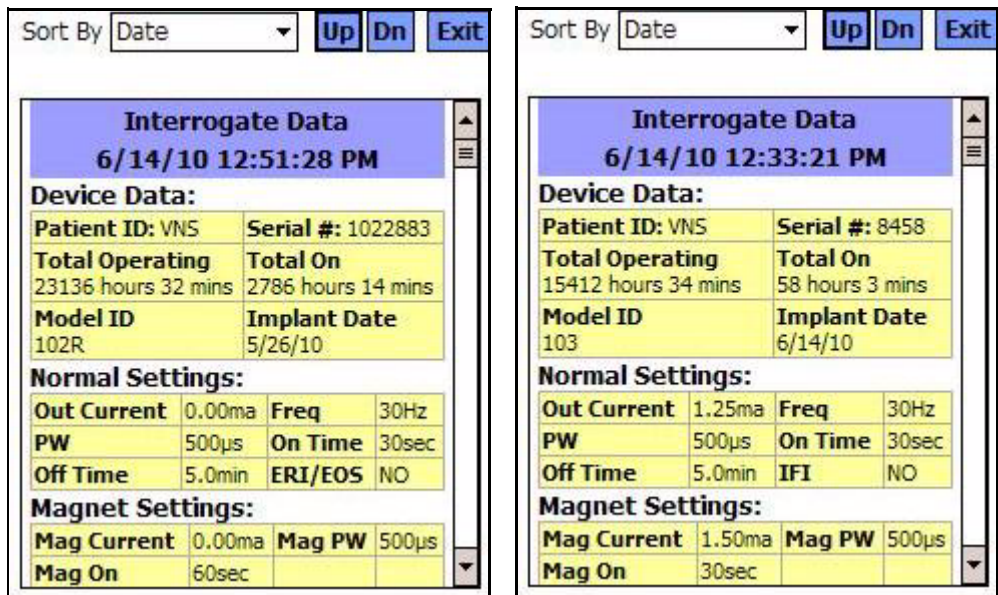 Sort By Date Up Dn Exit
Interrogate Data
6/14/10 12:51:28 PM
Device Data:
Patient ID: VNS Serial #: 1022883
Total Operating Total On
23136 hours 32 mins 2786 hours 14 mins
Model ID Implant Date
102R 5/26/10
Normal Settings:
Out Current 0.00ma Freq 30Hz
PW 500µs On Time 30sec
Off Time 5.0min ERI/EOS NO
Magnet Settings:
Mag Current 0.00ma Mag PW 500µs
Mag On 60sec
Sort By Date Up Dn Exit
Interrogate Data
6/14/10 12:33:21 PM
Device Data:
Patient ID: VNS Serial #: 8458
Total Operating Total On
15412 hours 34 mins 58 hours 3 mins
Model ID Implant Date
103 6/14/10
Normal Settings:
Out Current 1.25ma Freq 30Hz
PW 500µs On Time 30sec
Off Time 5.0min IFI NO
Magnet Settings:
Mag Current 1.50ma Mag PW 500µs
Mag On 30sec